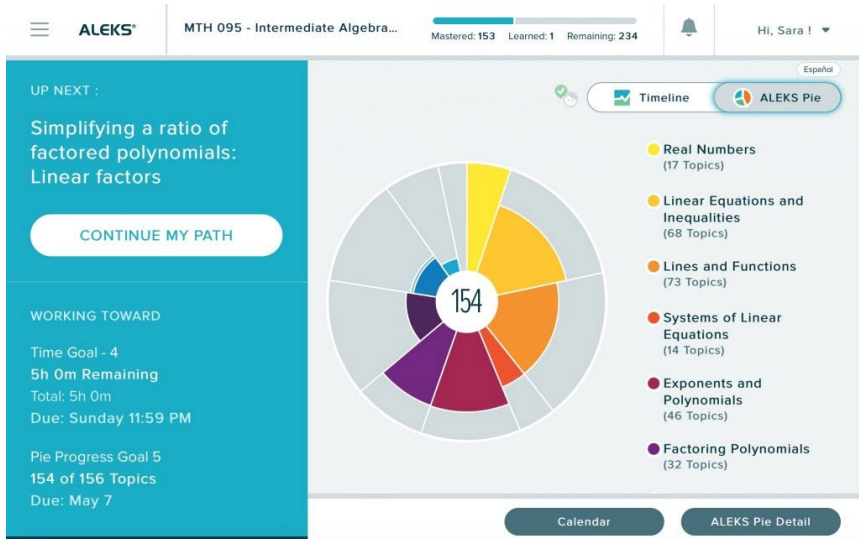 ALEKS®
MTH 095 - Intermediate Algebra...
Mastered: 153 Learned: 1 Remaining: 234
Hi, Sara !
Español
UP NEXT :
Simplifying a ratio of
factored polynomials:
Linear factors
CONTINUE MY PATH
WORKING TOWARD
Time Goal - 4
5h 0m Remaining
Total: 5h 0m
Due: Sunday 11:59 PM
Pie Progress Goal 5
154 of 156 Topics
Due: May 7
Timeline
ALEKS Pie
154
Real Numbers
(17 Topics)
Linear Equations and
Inequalities
(68 Topics)
Lines and Functions
(73 Topics)
Systems of Linear
Equations
(14 Topics)
Exponents and
Polynomials
(46 Topics)
Factoring Polynomials
(32 Topics)
Calendar
ALEKS Pie Detail